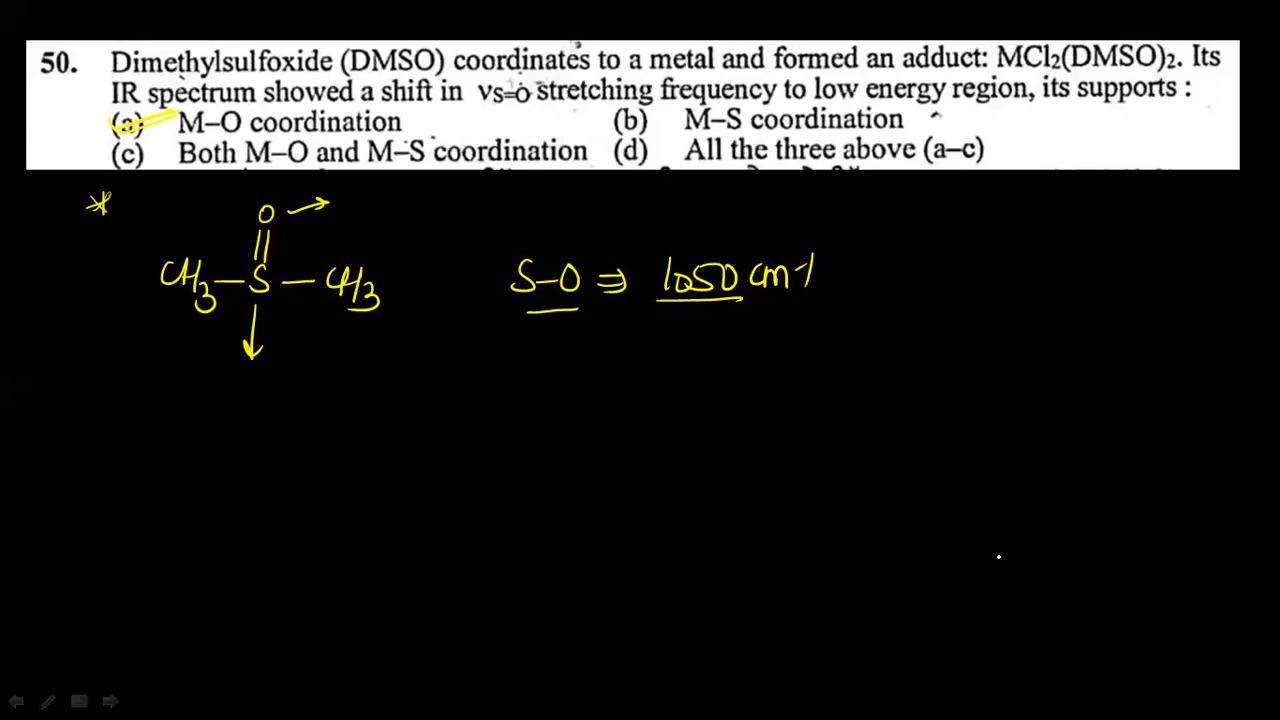 50. Dimethylsulfoxide (DMSO) coordinates to a metal and formed an adduct: MCl₂(DMSO)₂. Its
IR spectrum showed a shift in νS=O stretching frequency to low energy region, its supports :
(a) M–O coordination (b) M–S coordination
(c) Both M–O and M–S coordination (d) All the three above (a–c)
* O →
CH₃ – S – CH₃ S–O ⇒ 1050 cm-1